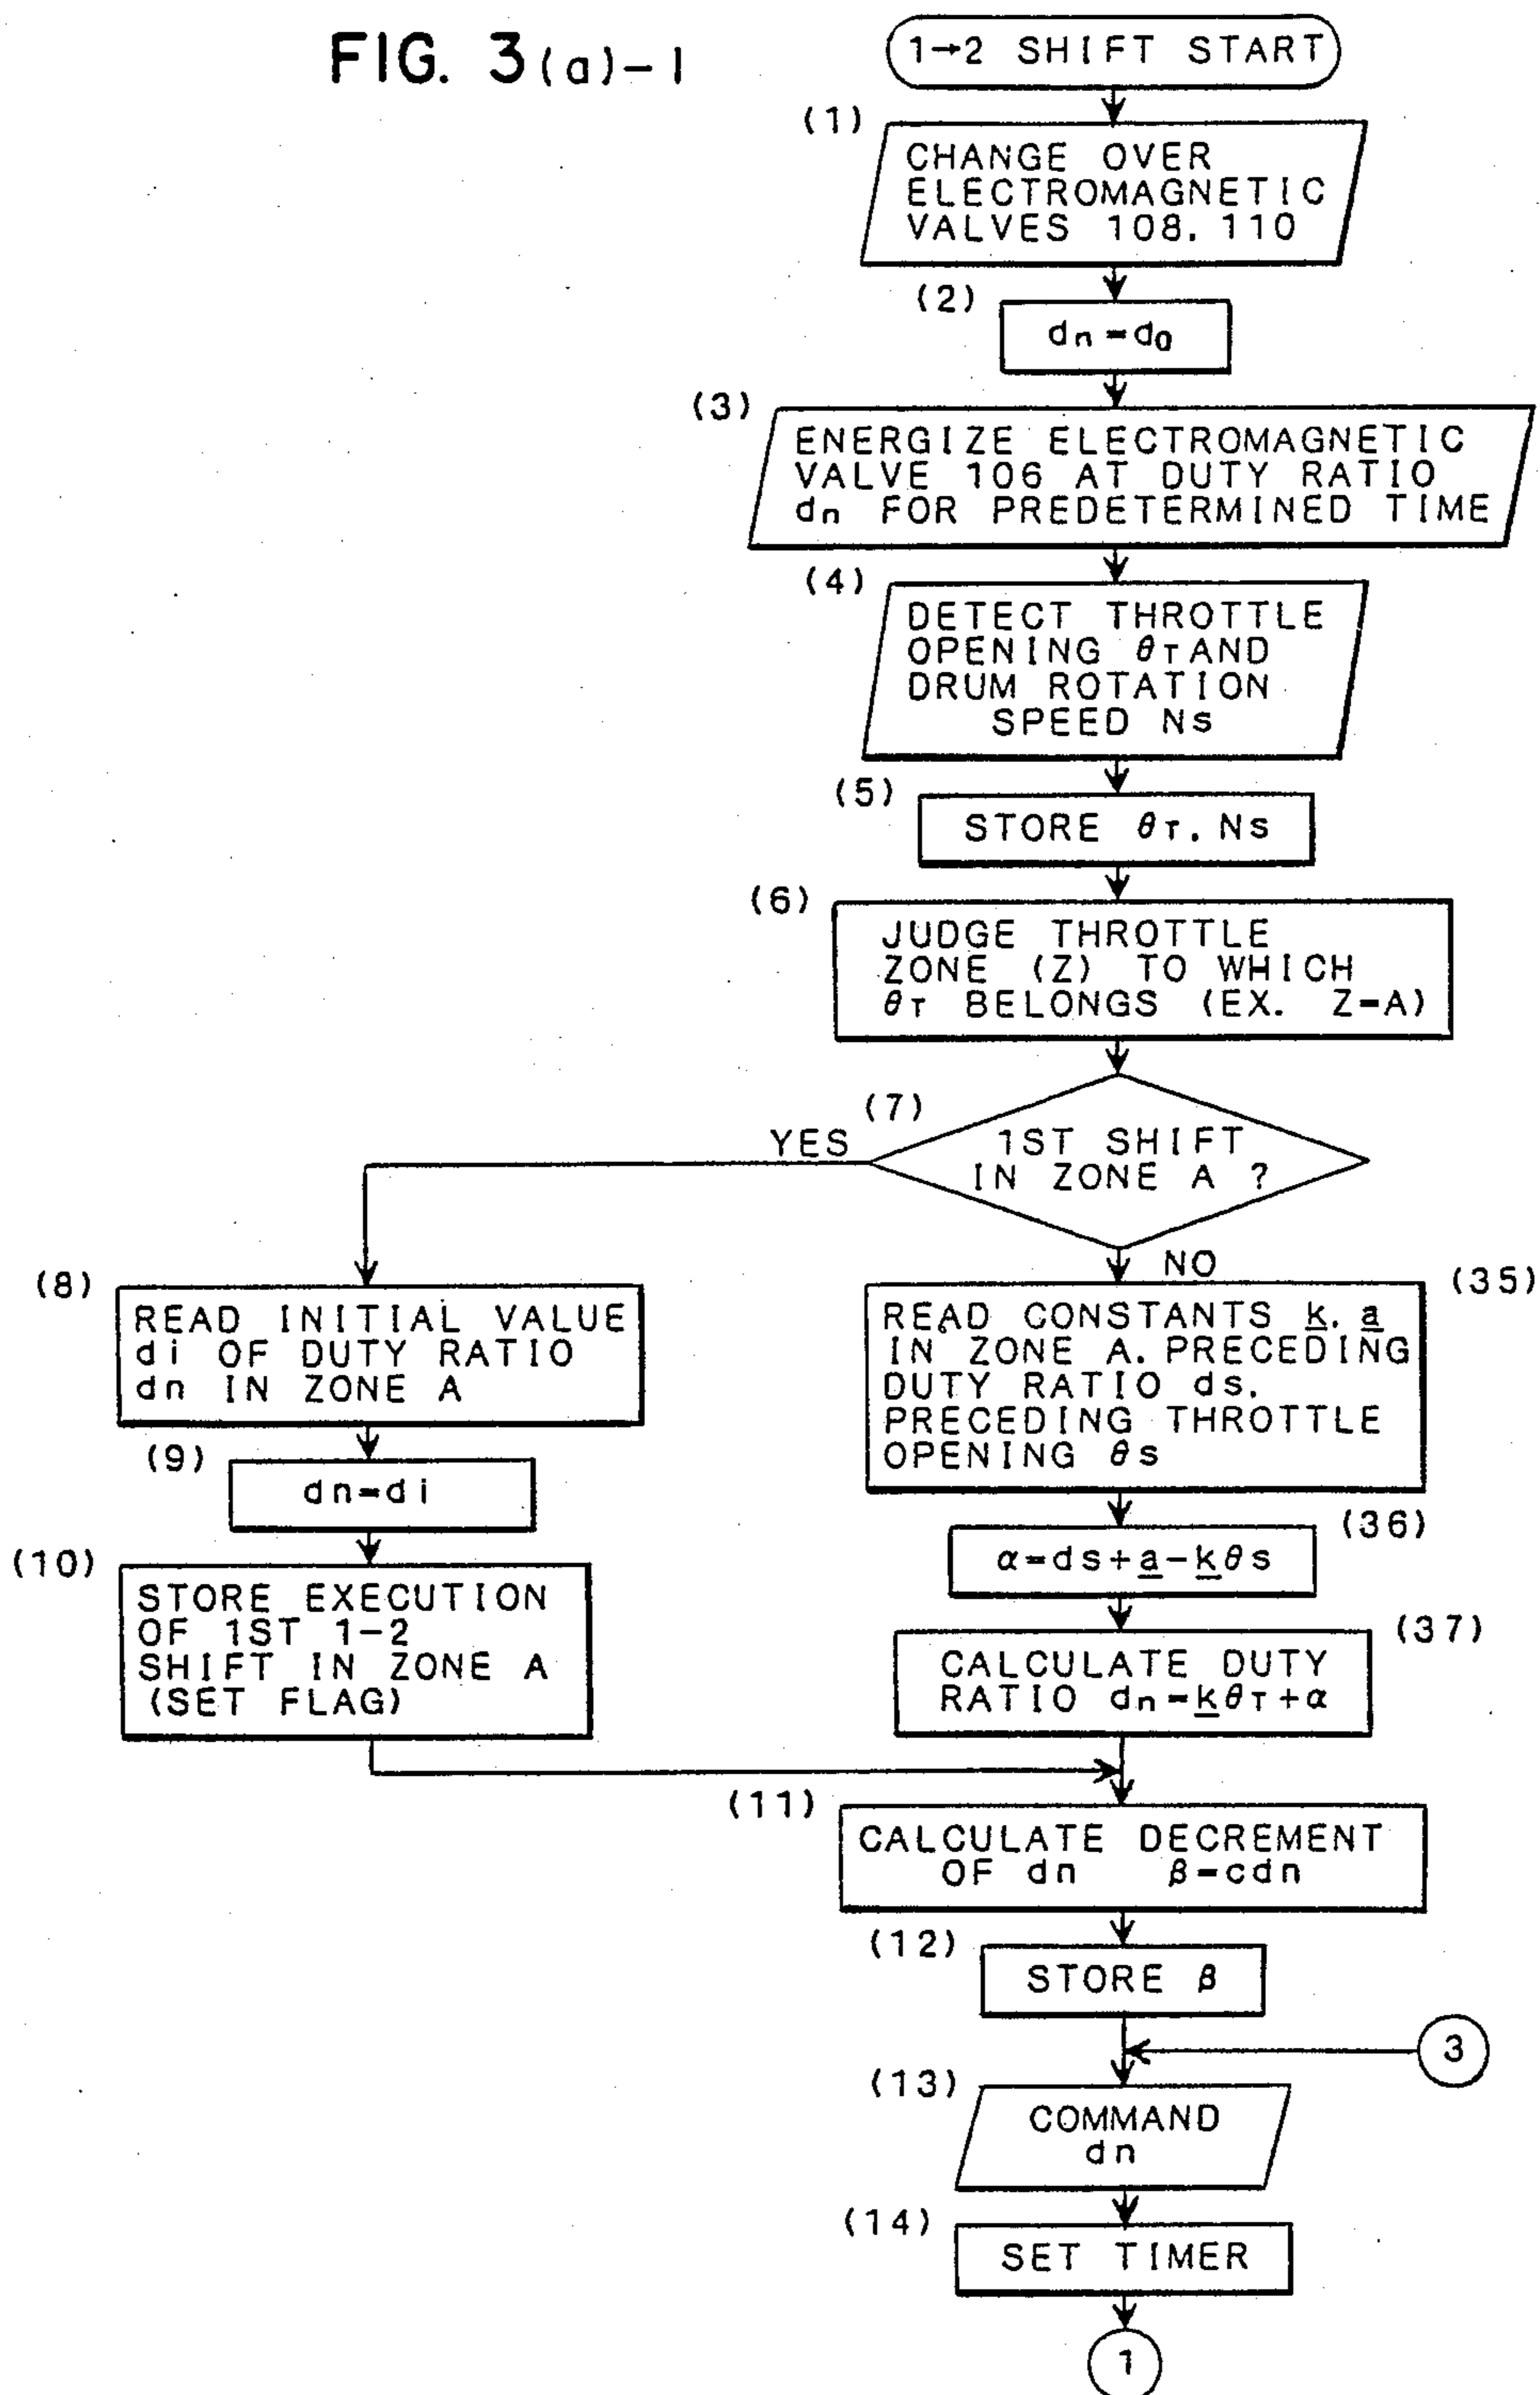 FIG. 3(a)-1
1→2 SHIFT START
(1)
CHANGE OVER
ELECTROMAGNETIC
VALVES 108. 110
(2)
dn=d0
(3)
ENERGIZE ELECTROMAGNETIC
VALVE 106 AT DUTY RATIO
dn FOR PREDETERMINED TIME
(4)
DETECT THROTTLE
OPENING θT AND
DRUM ROTATION
SPEED Ns
(5)
STORE θT. Ns
(6)
JUDGE THROTTLE
ZONE (Z) TO WHICH
θT BELONGS (EX. Z=A)
(7)
1ST SHIFT
IN ZONE A ?
YES
NO
(8)
READ INITIAL VALUE
di OF DUTY RATIO
dn IN ZONE A
(9)
dn=di
(10)
STORE EXECUTION
OF 1ST 1-2
SHIFT IN ZONE A
(SET FLAG)
(35)
READ CONSTANTS k. a
IN ZONE A. PRECEDING
DUTY RATIO ds.
PRECEDING THROTTLE
OPENING θs
(36)
α=ds+a-kθs
(37)
CALCULATE DUTY
RATIO dn=kθT+α
(11)
CALCULATE DECREMENT
OF dn β=cdn
(12)
STORE β
3
(13)
COMMAND
dn
(14)
SET TIMER
1